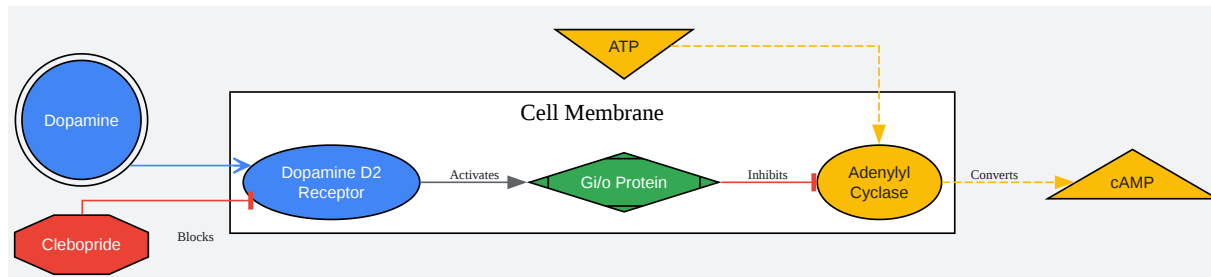 ATP
Cell Membrane
Dopamine
Dopamine D2
Receptor
Activates
Gi/o Protein
Inhibits
Adenylyl
Cyclase
Converts
cAMP
Clebopride
Blocks